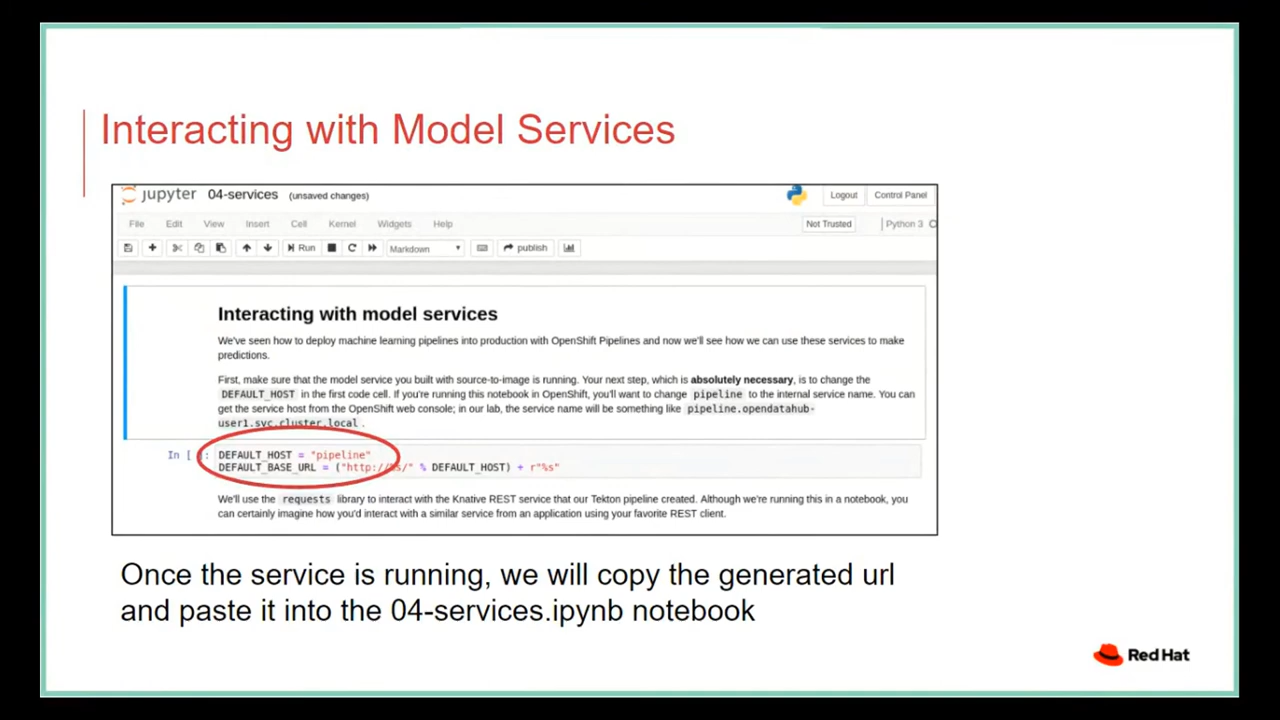 Interacting with Model Services
jupyter 04-services (unsaved changes) Logout Control Panel
File Edit View Insert Cell Kernel Widgets Help Not Trusted Python 3
Run Markdown publish
Interacting with model services
We've seen how to deploy machine learning pipelines into production with OpenShift Pipelines and now we'll see how we can use these services to make
predictions.
First, make sure that the model service you built with source-to-image is running. Your next step, which is absolutely necessary, is to change the
DEFAULT_HOST in the first code cell. If you're running this notebook in OpenShift, you'll want to change pipeline to the internal service name. You can
get the service host from the OpenShift web console; in our lab, the service name will be something like pipeline.opendatahub-
user1.svc.cluster.local .
In [ ]: DEFAULT_HOST = "pipeline"
DEFAULT_BASE_URL = ("http://%s/" % DEFAULT_HOST) + r"%s"
We'll use the requests library to interact with the Knative REST service that our Tekton pipeline created. Although we're running this in a notebook, you
can certainly imagine how you'd interact with a similar service from an application using your favorite REST client.
Once the service is running, we will copy the generated url
and paste it into the 04-services.ipynb notebook
Red Hat